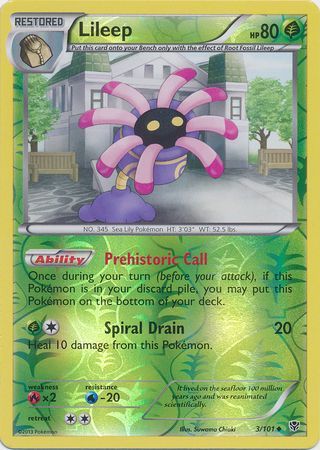 RESTORED
Lileep
HP80
Put this card onto your Bench only with the effect of Root Fossil Lileep
NO. 345 Sea Lily Pokémon HT: 3'03" WT: 52.5 lbs.
Ability Prehistoric Call
Once during your turn (before your attack), if this
Pokémon is in your discard pile, you may put this
Pokémon on the bottom of your deck.
Spiral Drain 20
Heal 10 damage from this Pokémon.
weakness resistance
×2 -20
retreat
It lived on the seafloor 100 million
years ago and was reanimated
scientifically.
©2013 Pokémon
Illus. Suwama Chiaki
3/101